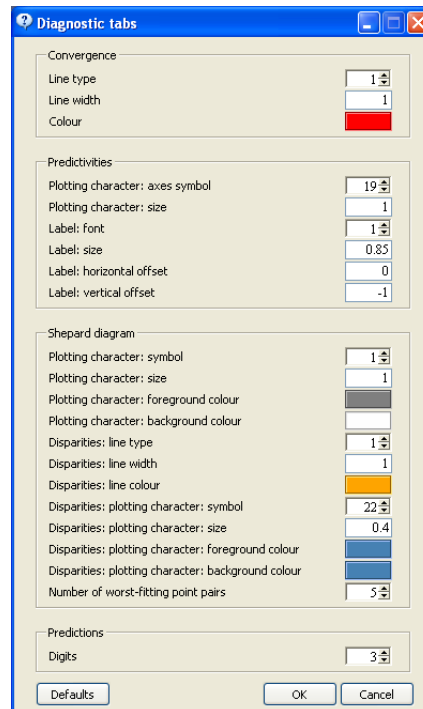 Diagnostic tabs
Convergence
Line type 1
Line width 1
Colour
Predictivities
Plotting character: axes symbol 19
Plotting character: size 1
Label: font 1
Label: size 0.85
Label: horizontal offset 0
Label: vertical offset -1
Shepard diagram
Plotting character: symbol 1
Plotting character: size 1
Plotting character: foreground colour
Plotting character: background colour
Disparities: line type 1
Disparities: line width 1
Disparities: line colour
Disparities: plotting character: symbol 22
Disparities: plotting character: size 0.4
Disparities: plotting character: foreground colour
Disparities: plotting character: background colour
Number of worst-fitting point pairs 5
Predictions
Digits 3
Defaults OK Cancel